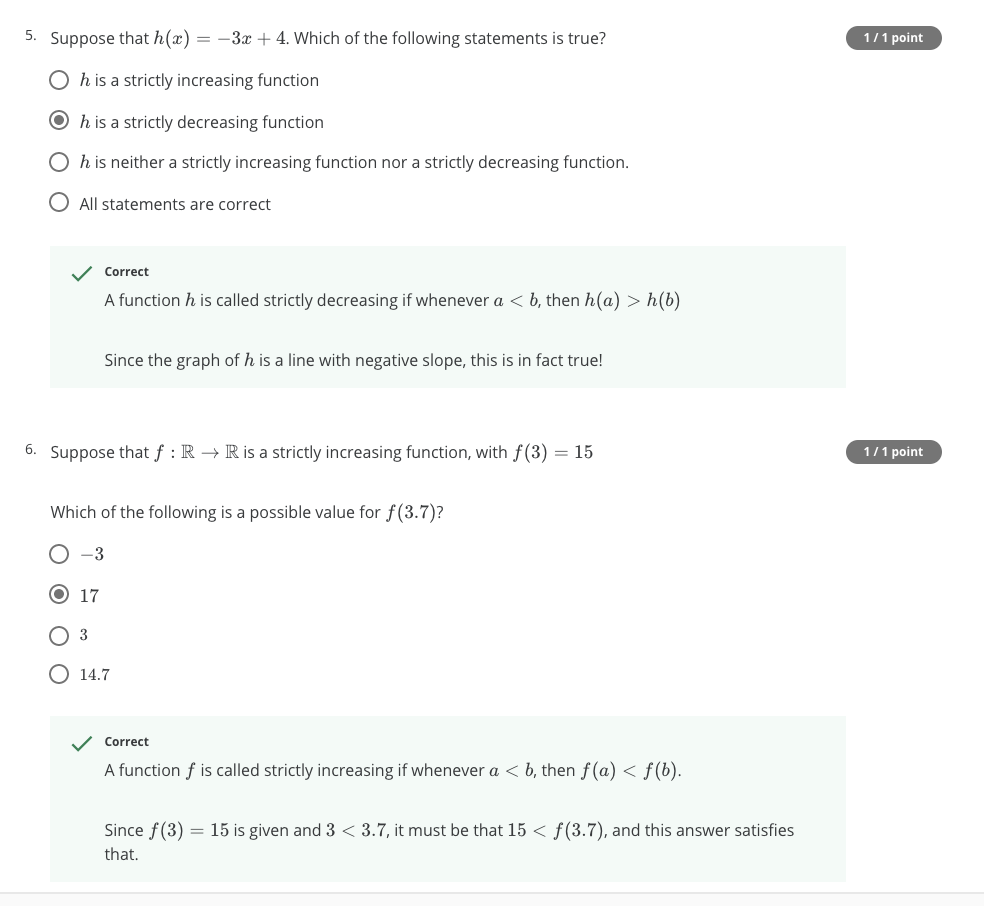 5. Suppose that h(x) = −3x + 4. Which of the following statements is true?
1 / 1 point
h is a strictly increasing function
h is a strictly decreasing function
h is neither a strictly increasing function nor a strictly decreasing function.
All statements are correct
Correct
A function h is called strictly decreasing if whenever a < b, then h(a) > h(b)
Since the graph of h is a line with negative slope, this is in fact true!
6. Suppose that f : ℝ → ℝ is a strictly increasing function, with f(3) = 15
1 / 1 point
Which of the following is a possible value for f(3.7)?
−3
17
3
14.7
Correct
A function f is called strictly increasing if whenever a < b, then f(a) < f(b).
Since f(3) = 15 is given and 3 < 3.7, it must be that 15 < f(3.7), and this answer satisfies
that.